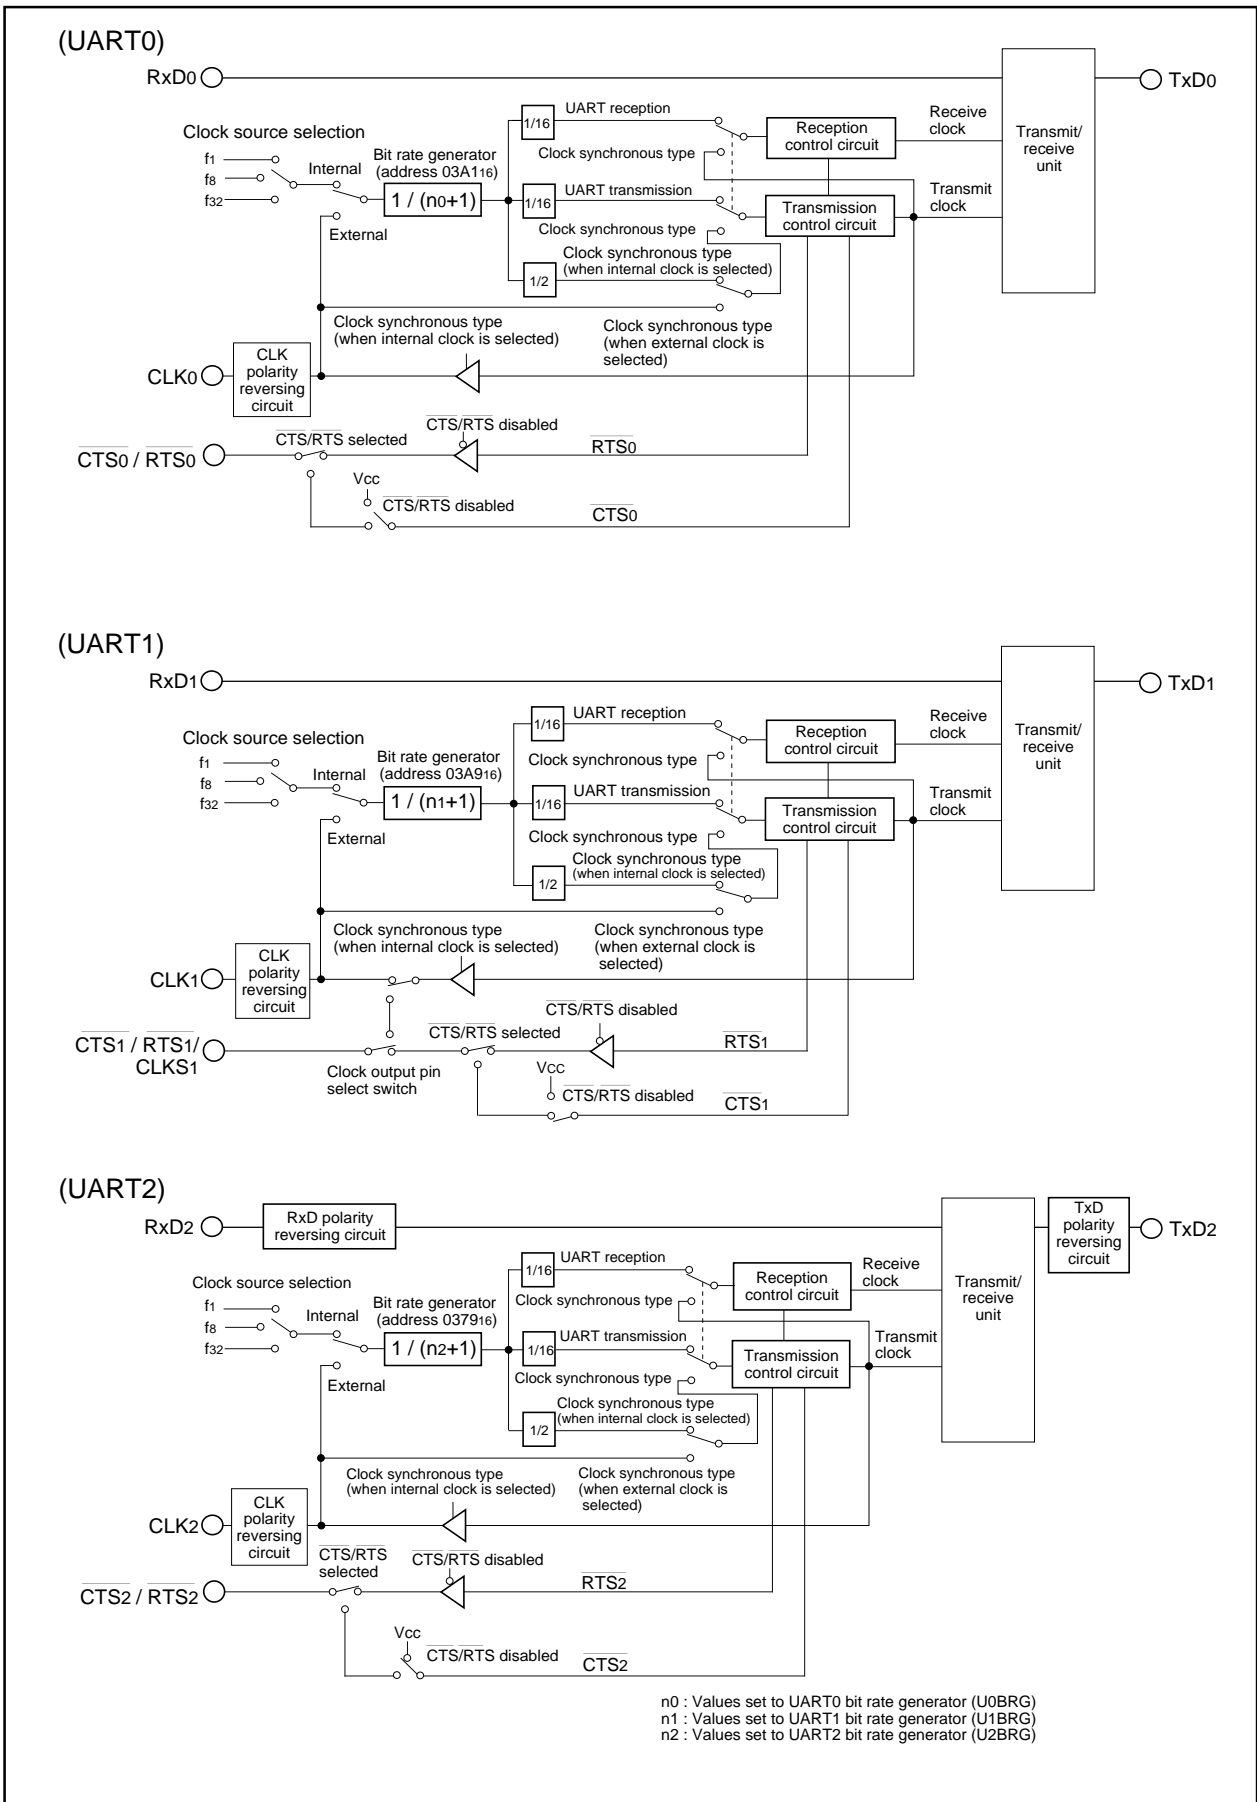 (UART0)
RxD0
TxD0
UART reception
1/16
Reception
control circuit
Receive
clock
Transmit/
receive
unit
Clock source selection
Bit rate generator
(address 03A116)
Clock synchronous type
f1
f8
f32
Internal
1 / (n0+1)
UART transmission
1/16
Transmission
control circuit
Transmit
clock
External
Clock synchronous type
Clock synchronous type
(when internal clock is selected)
1/2
Clock synchronous type
(when internal clock is selected)
Clock synchronous type
(when external clock is
selected)
CLK0
CLK
polarity
reversing
circuit
CTS/RTS disabled
CTS/RTS selected
CTS0 / RTS0
RTS0
Vcc
CTS/RTS disabled
CTS0
(UART1)
RxD1
TxD1
UART reception
1/16
Reception
control circuit
Receive
clock
Transmit/
receive
unit
Clock source selection
Bit rate generator
(address 03A916)
Clock synchronous type
f1
f8
f32
Internal
1 / (n1+1)
UART transmission
1/16
Transmission
control circuit
Transmit
clock
External
Clock synchronous type
Clock synchronous type
(when internal clock is selected)
1/2
Clock synchronous type
(when internal clock is selected)
Clock synchronous type
(when external clock is
selected)
CLK1
CLK
polarity
reversing
circuit
CTS/RTS disabled
CTS/RTS selected
CTS1 / RTS1/
CLKS1
RTS1
Clock output pin
select switch
VCC
CTS/RTS disabled
CTS1
(UART2)
RxD2
RxD polarity
reversing circuit
TxD
polarity
reversing
circuit
TxD2
UART reception
1/16
Reception
control circuit
Receive
clock
Transmit/
receive
unit
Clock source selection
Bit rate generator
(address 037916)
Clock synchronous type
f1
f8
f32
Internal
1 / (n2+1)
UART transmission
1/16
Transmission
control circuit
Transmit
clock
External
Clock synchronous type
Clock synchronous type
(when internal clock is selected)
1/2
Clock synchronous type
(when internal clock is selected)
Clock synchronous type
(when external clock is
selected)
CLK2
CLK
polarity
reversing
circuit
CTS/RTS
selected
CTS/RTS disabled
CTS2 / RTS2
RTS2
Vcc
CTS/RTS disabled
CTS2
n0 : Values set to UART0 bit rate generator (U0BRG)
n1 : Values set to UART1 bit rate generator (U1BRG)
n2 : Values set to UART2 bit rate generator (U2BRG)